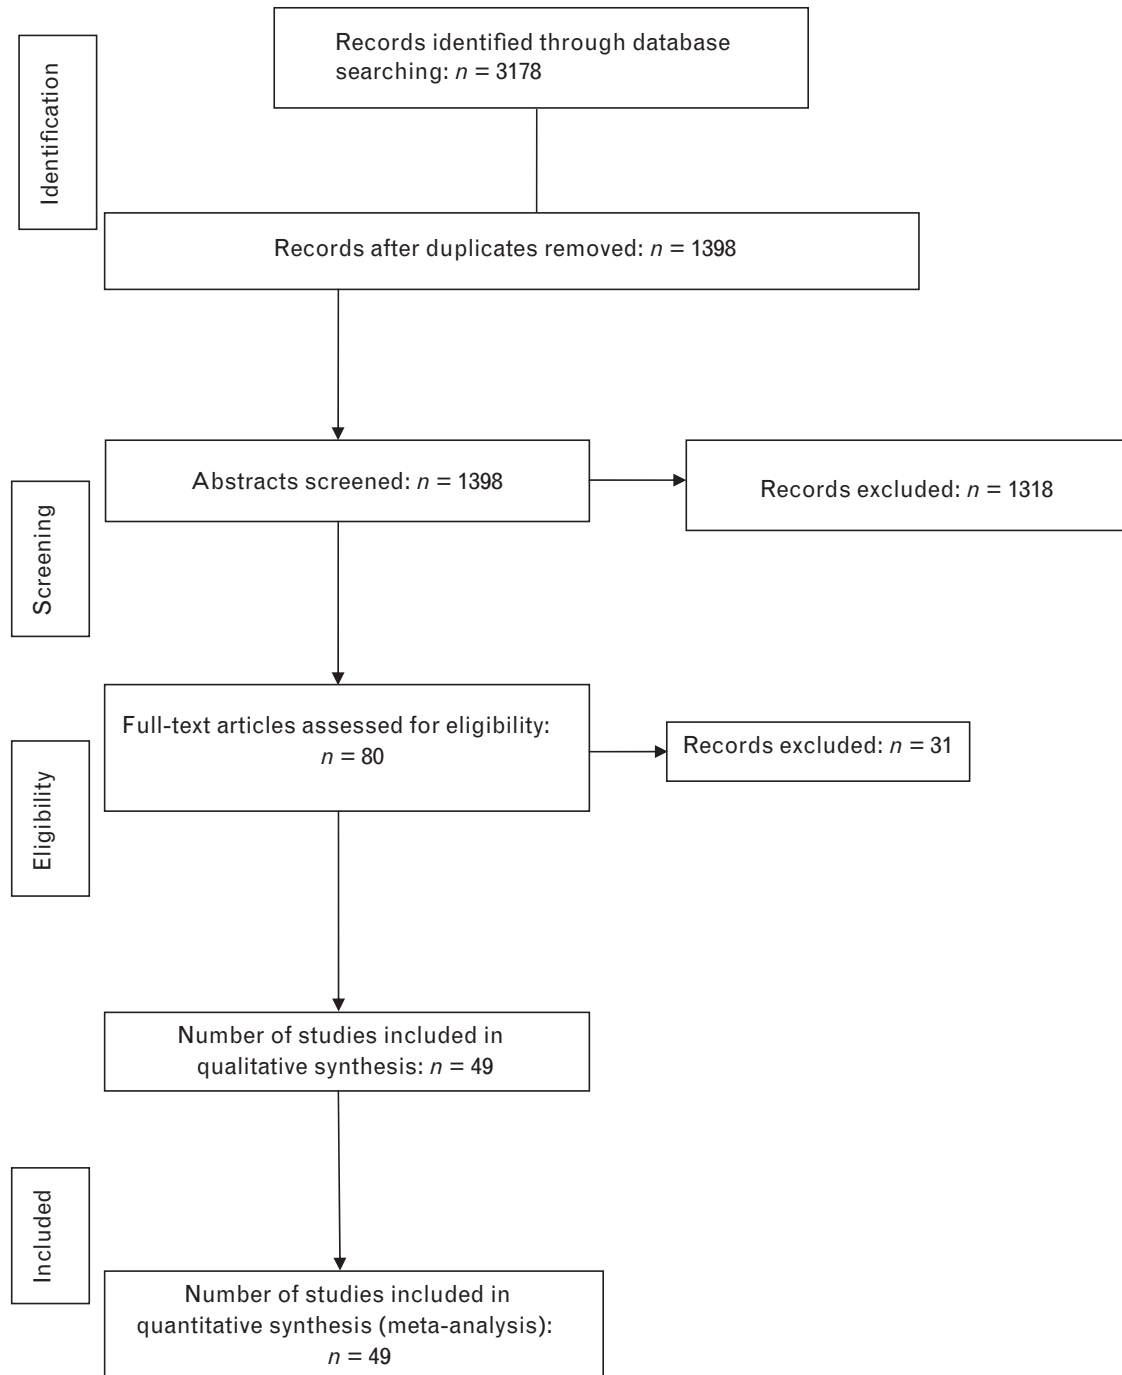 Identification
Records identified through database
searching: n = 3178
Records after duplicates removed: n = 1398
Screening
Abstracts screened: n = 1398
Records excluded: n = 1318
Eligibility
Full-text articles assessed for eligibility:
n = 80
Records excluded: n = 31
Number of studies included in
qualitative synthesis: n = 49
Included
Number of studies included in
quantitative synthesis (meta-analysis):
n = 49